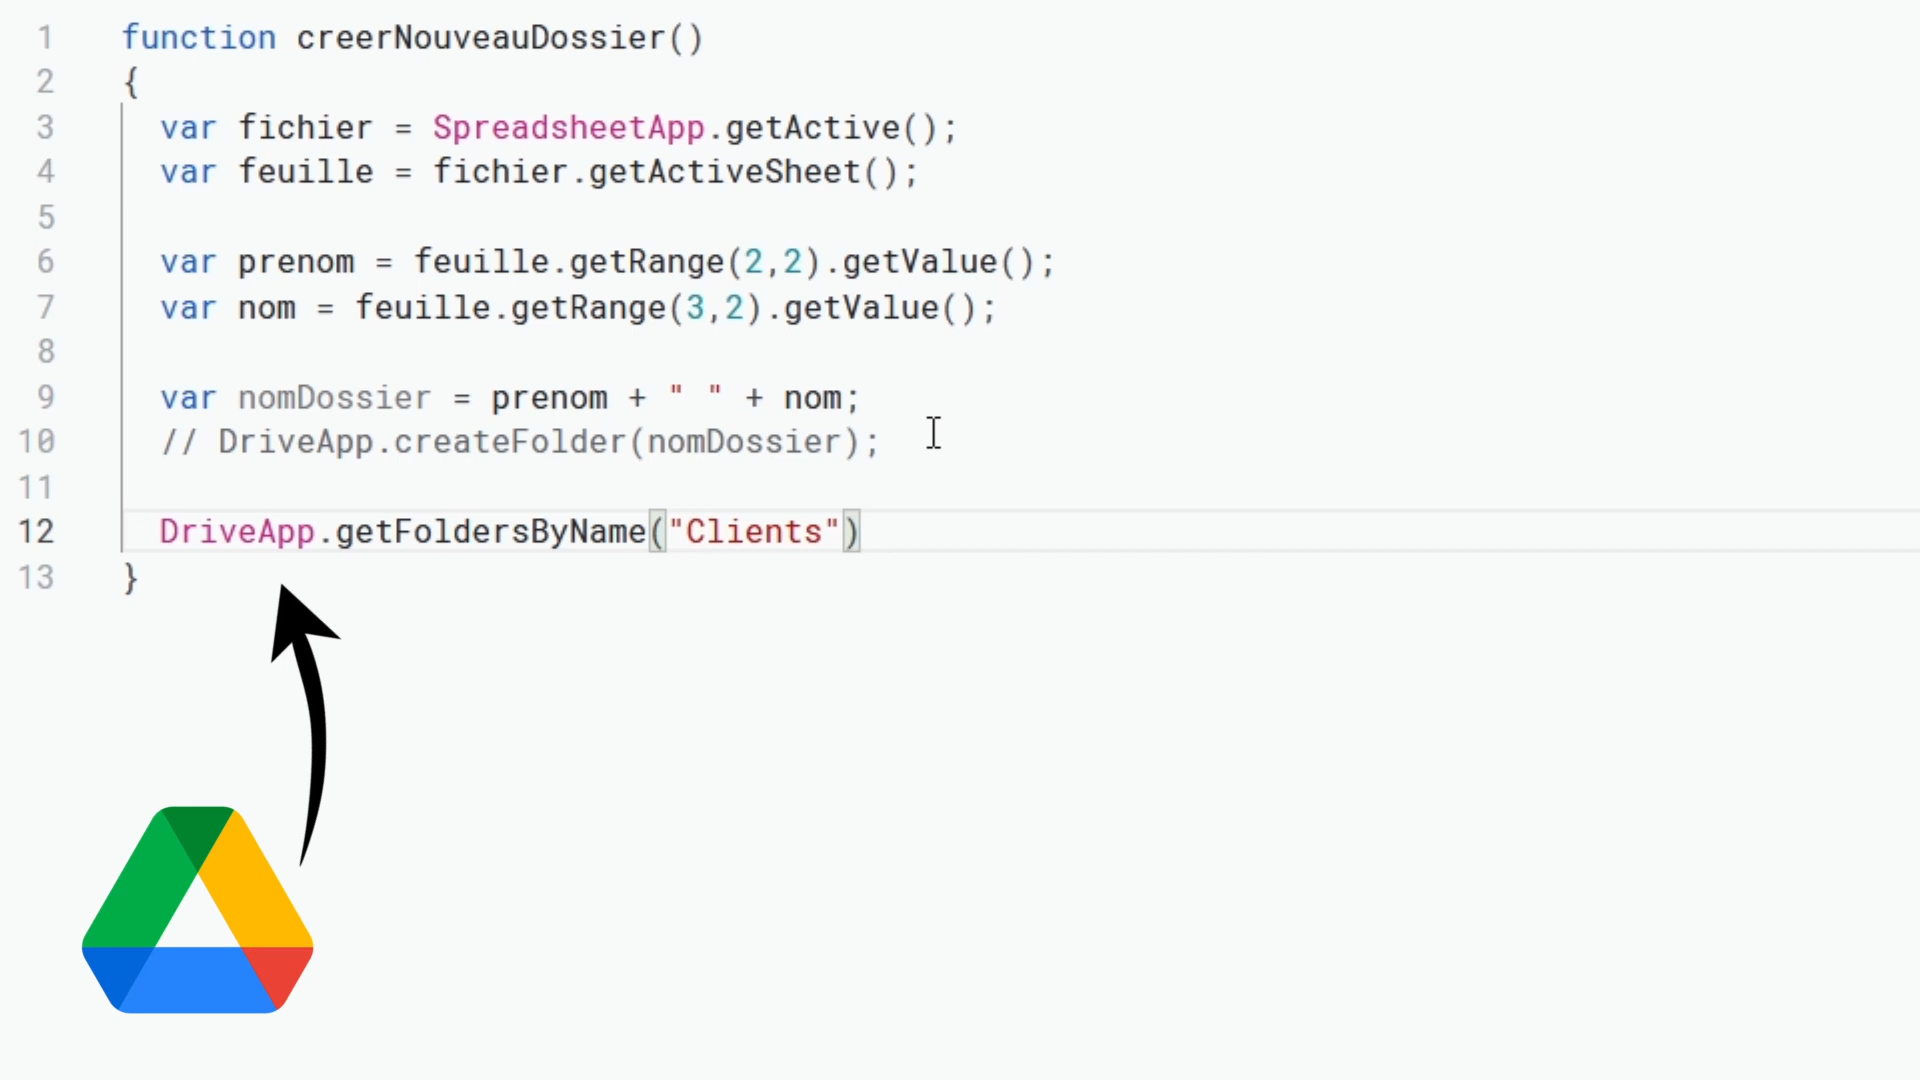 1 function creerNouveauDossier()
2 {
3 var fichier = SpreadsheetApp.getActive();
4 var feuille = fichier.getActiveSheet();
5
6 var prenom = feuille.getRange(2,2).getValue();
7 var nom = feuille.getRange(3,2).getValue();
8
9 var nomDossier = prenom + " " + nom;
10 // DriveApp.createFolder(nomDossier);
11
12 DriveApp.getFoldersByName("Clients")
13 }